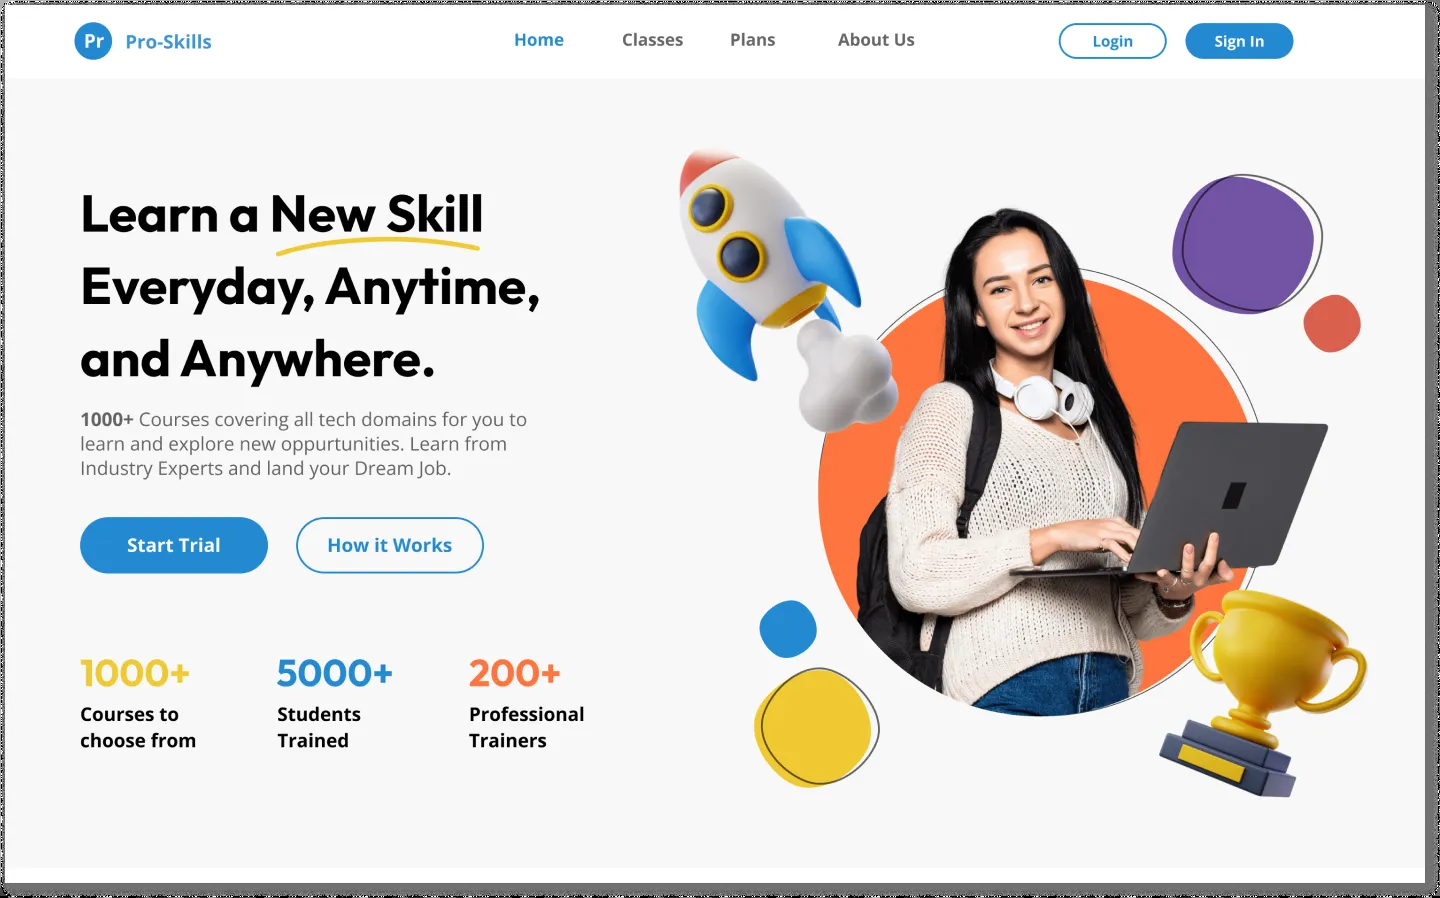 Pr Pro-Skills
Home
Classes
Plans
About Us
Login
Sign In
Learn a New Skill
Everyday, Anytime,
and Anywhere.
1000+ Courses covering all tech domains for you to
learn and explore new oppurtunities. Learn from
Industry Experts and land your Dream Job.
Start Trial
How it Works
1000+
Courses to
choose from
5000+
Students
Trained
200+
Professional
Trainers